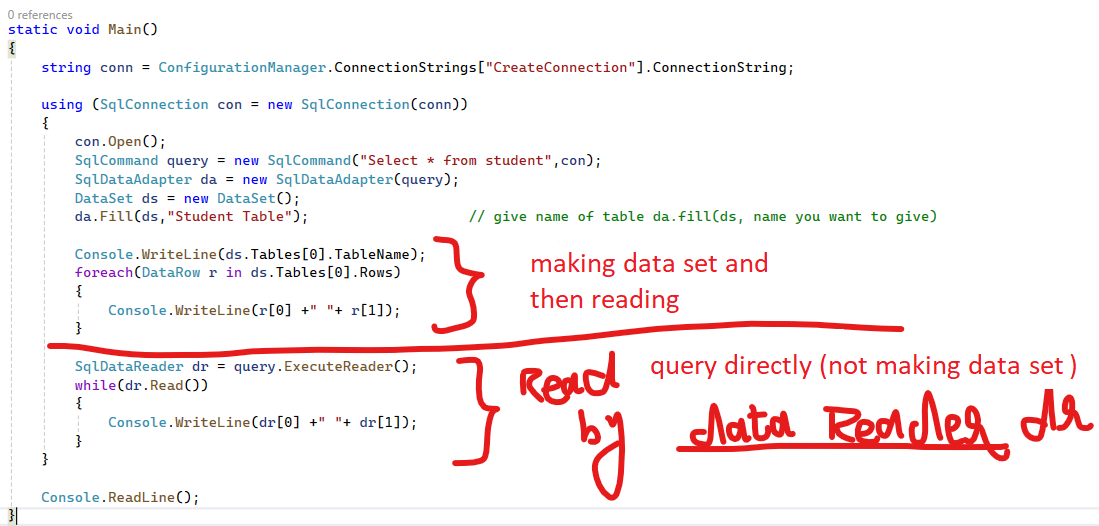 0 references
static void Main()
{
string conn = ConfigurationManager.ConnectionStrings["CreateConnection"].ConnectionString;
using (SqlConnection con = new SqlConnection(conn))
{
con.Open();
SqlCommand query = new SqlCommand("Select * from student",con);
SqlDataAdapter da = new SqlDataAdapter(query);
DataSet ds = new DataSet();
da.Fill(ds,"Student Table"); // give name of table da.fill(ds, name you want to give)
Console.WriteLine(ds.Tables[0].TableName);
foreach(DataRow r in ds.Tables[0].Rows)
{
Console.WriteLine(r[0] +" "+ r[1]);
}
making data set and
then reading
SqlDataReader dr = query.ExecuteReader();
while(dr.Read())
{
Console.WriteLine(dr[0] +" "+ dr[1]);
}
}
Read
by
query directly (not making data set )
data Reader dr
Console.ReadLine();
}